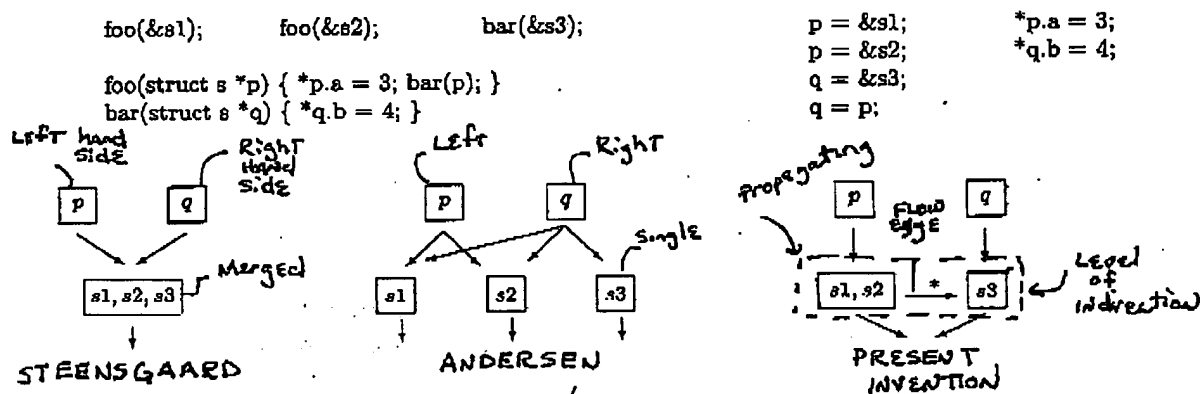 foo(&s1); foo(&s2); bar(&s3);
foo(struct s *p) { *p.a = 3; bar(p); }
bar(struct s *q) { *q.b = 4; }
p = &s1; *p.a = 3;
p = &s2; *q.b = 4;
q = &s3;
q = p;
LEFT hand
SIDE
Right
Hand
Side
p q
Merged
s1, s2, s3
STEENSGAARD
Left
Right
p q
Single
s1 s2 s3
ANDERSEN
Propagating
p q
FLOW
Edge
s1, s2 * s3
Level
of
Indirection
PRESENT
INVENTION